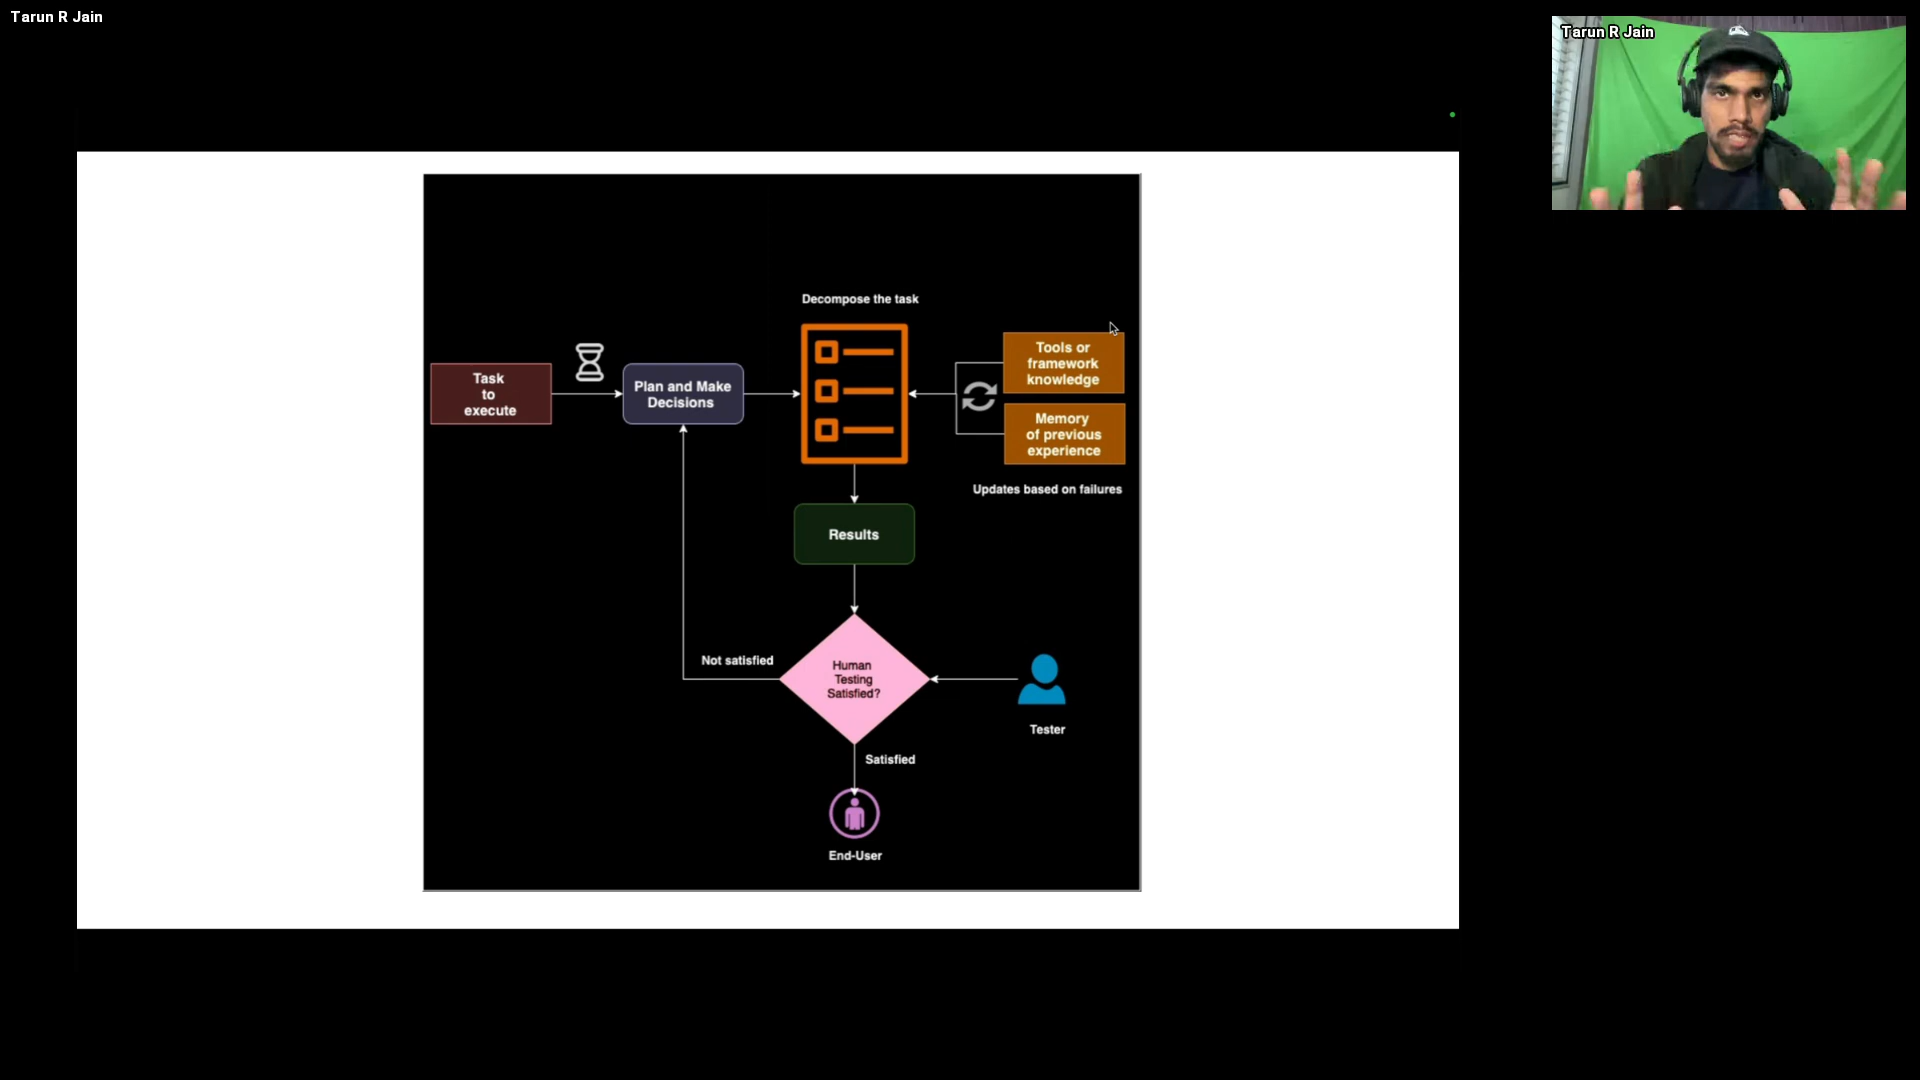 Tarun R Jain
Tarun R Jain
Decompose the task
Task
to
execute
Plan and Make
Decisions
Tools or
framework
knowledge
Memory
of previous
experience
Updates based on failures
Results
Not satisfied
Human
Testing
Satisfied?
Tester
Satisfied
End-User